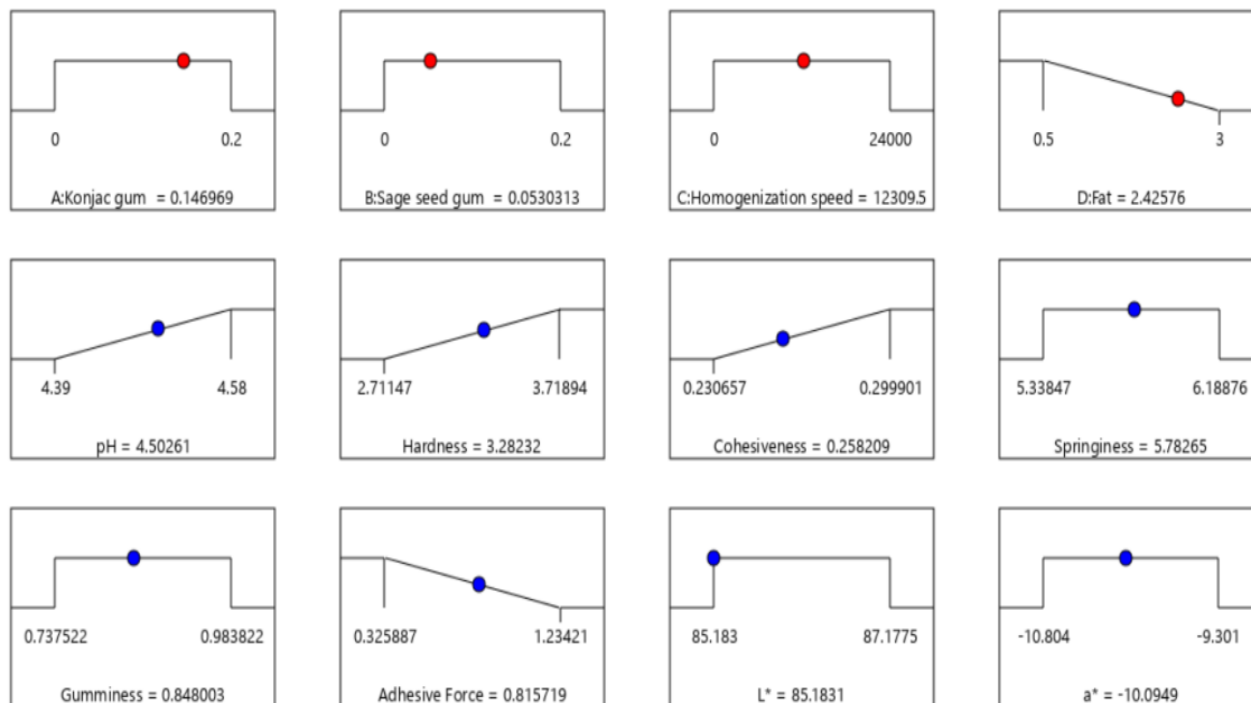 0 0.2
A:Konjac gum = 0.146969
0 0.2
B:Sage seed gum = 0.0530313
0 24000
C:Homogenization speed = 12309.5
0.5 3
D:Fat = 2.42576
4.39 4.58
pH = 4.50261
2.71147 3.71894
Hardness = 3.28232
0.230657 0.299901
Cohesiveness = 0.258209
5.33847 6.18876
Springiness = 5.78265
0.737522 0.983822
Gumminess = 0.848003
0.325887 1.23421
Adhesive Force = 0.815719
85.183 87.1775
L* = 85.1831
-10.804 -9.301
a* = -10.0949